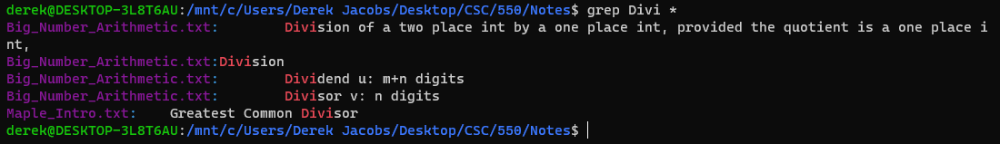 derek@DESKTOP-3L8T6AU:/mnt/c/Users/Derek Jacobs/Desktop/CSC/550/Notes$ grep Divi *
Big_Number_Arithmetic.txt:        Division of a two place int by a one place int, provided the quotient is a one place i
nt,
Big_Number_Arithmetic.txt:Division
Big_Number_Arithmetic.txt:        Dividend u: m+n digits
Big_Number_Arithmetic.txt:        Divisor v: n digits
Maple_Intro.txt:    Greatest Common Divisor
derek@DESKTOP-3L8T6AU:/mnt/c/Users/Derek Jacobs/Desktop/CSC/550/Notes$